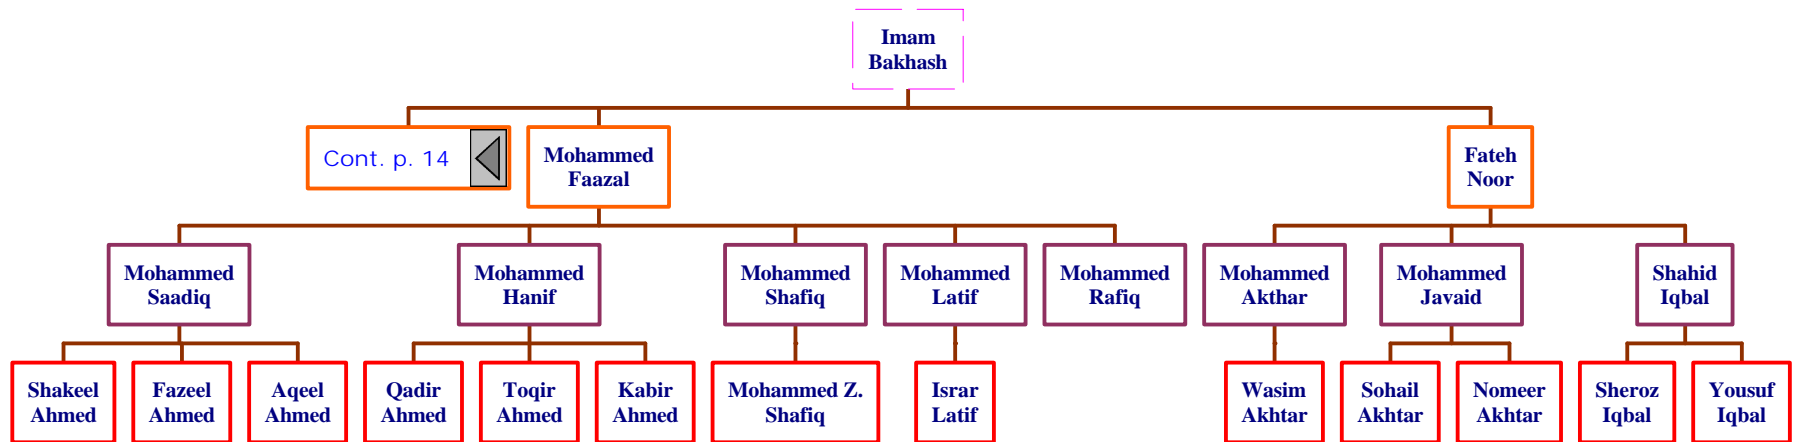 Imam
Bakhash
Cont. p. 14
Mohammed
Faazal
Fateh
Noor
Mohammed
Saadiq
Mohammed
Hanif
Mohammed
Shafiq
Mohammed
Latif
Mohammed
Rafiq
Mohammed
Akthar
Mohammed
Javaid
Shahid
Iqbal
Shakeel
Ahmed
Fazeel
Ahmed
Aqeel
Ahmed
Qadir
Ahmed
Toqir
Ahmed
Kabir
Ahmed
Mohammed Z.
Shafiq
Israr
Latif
Wasim
Akhtar
Sohail
Akhtar
Nomeer
Akhtar
Sheroz
Iqbal
Yousuf
Iqbal